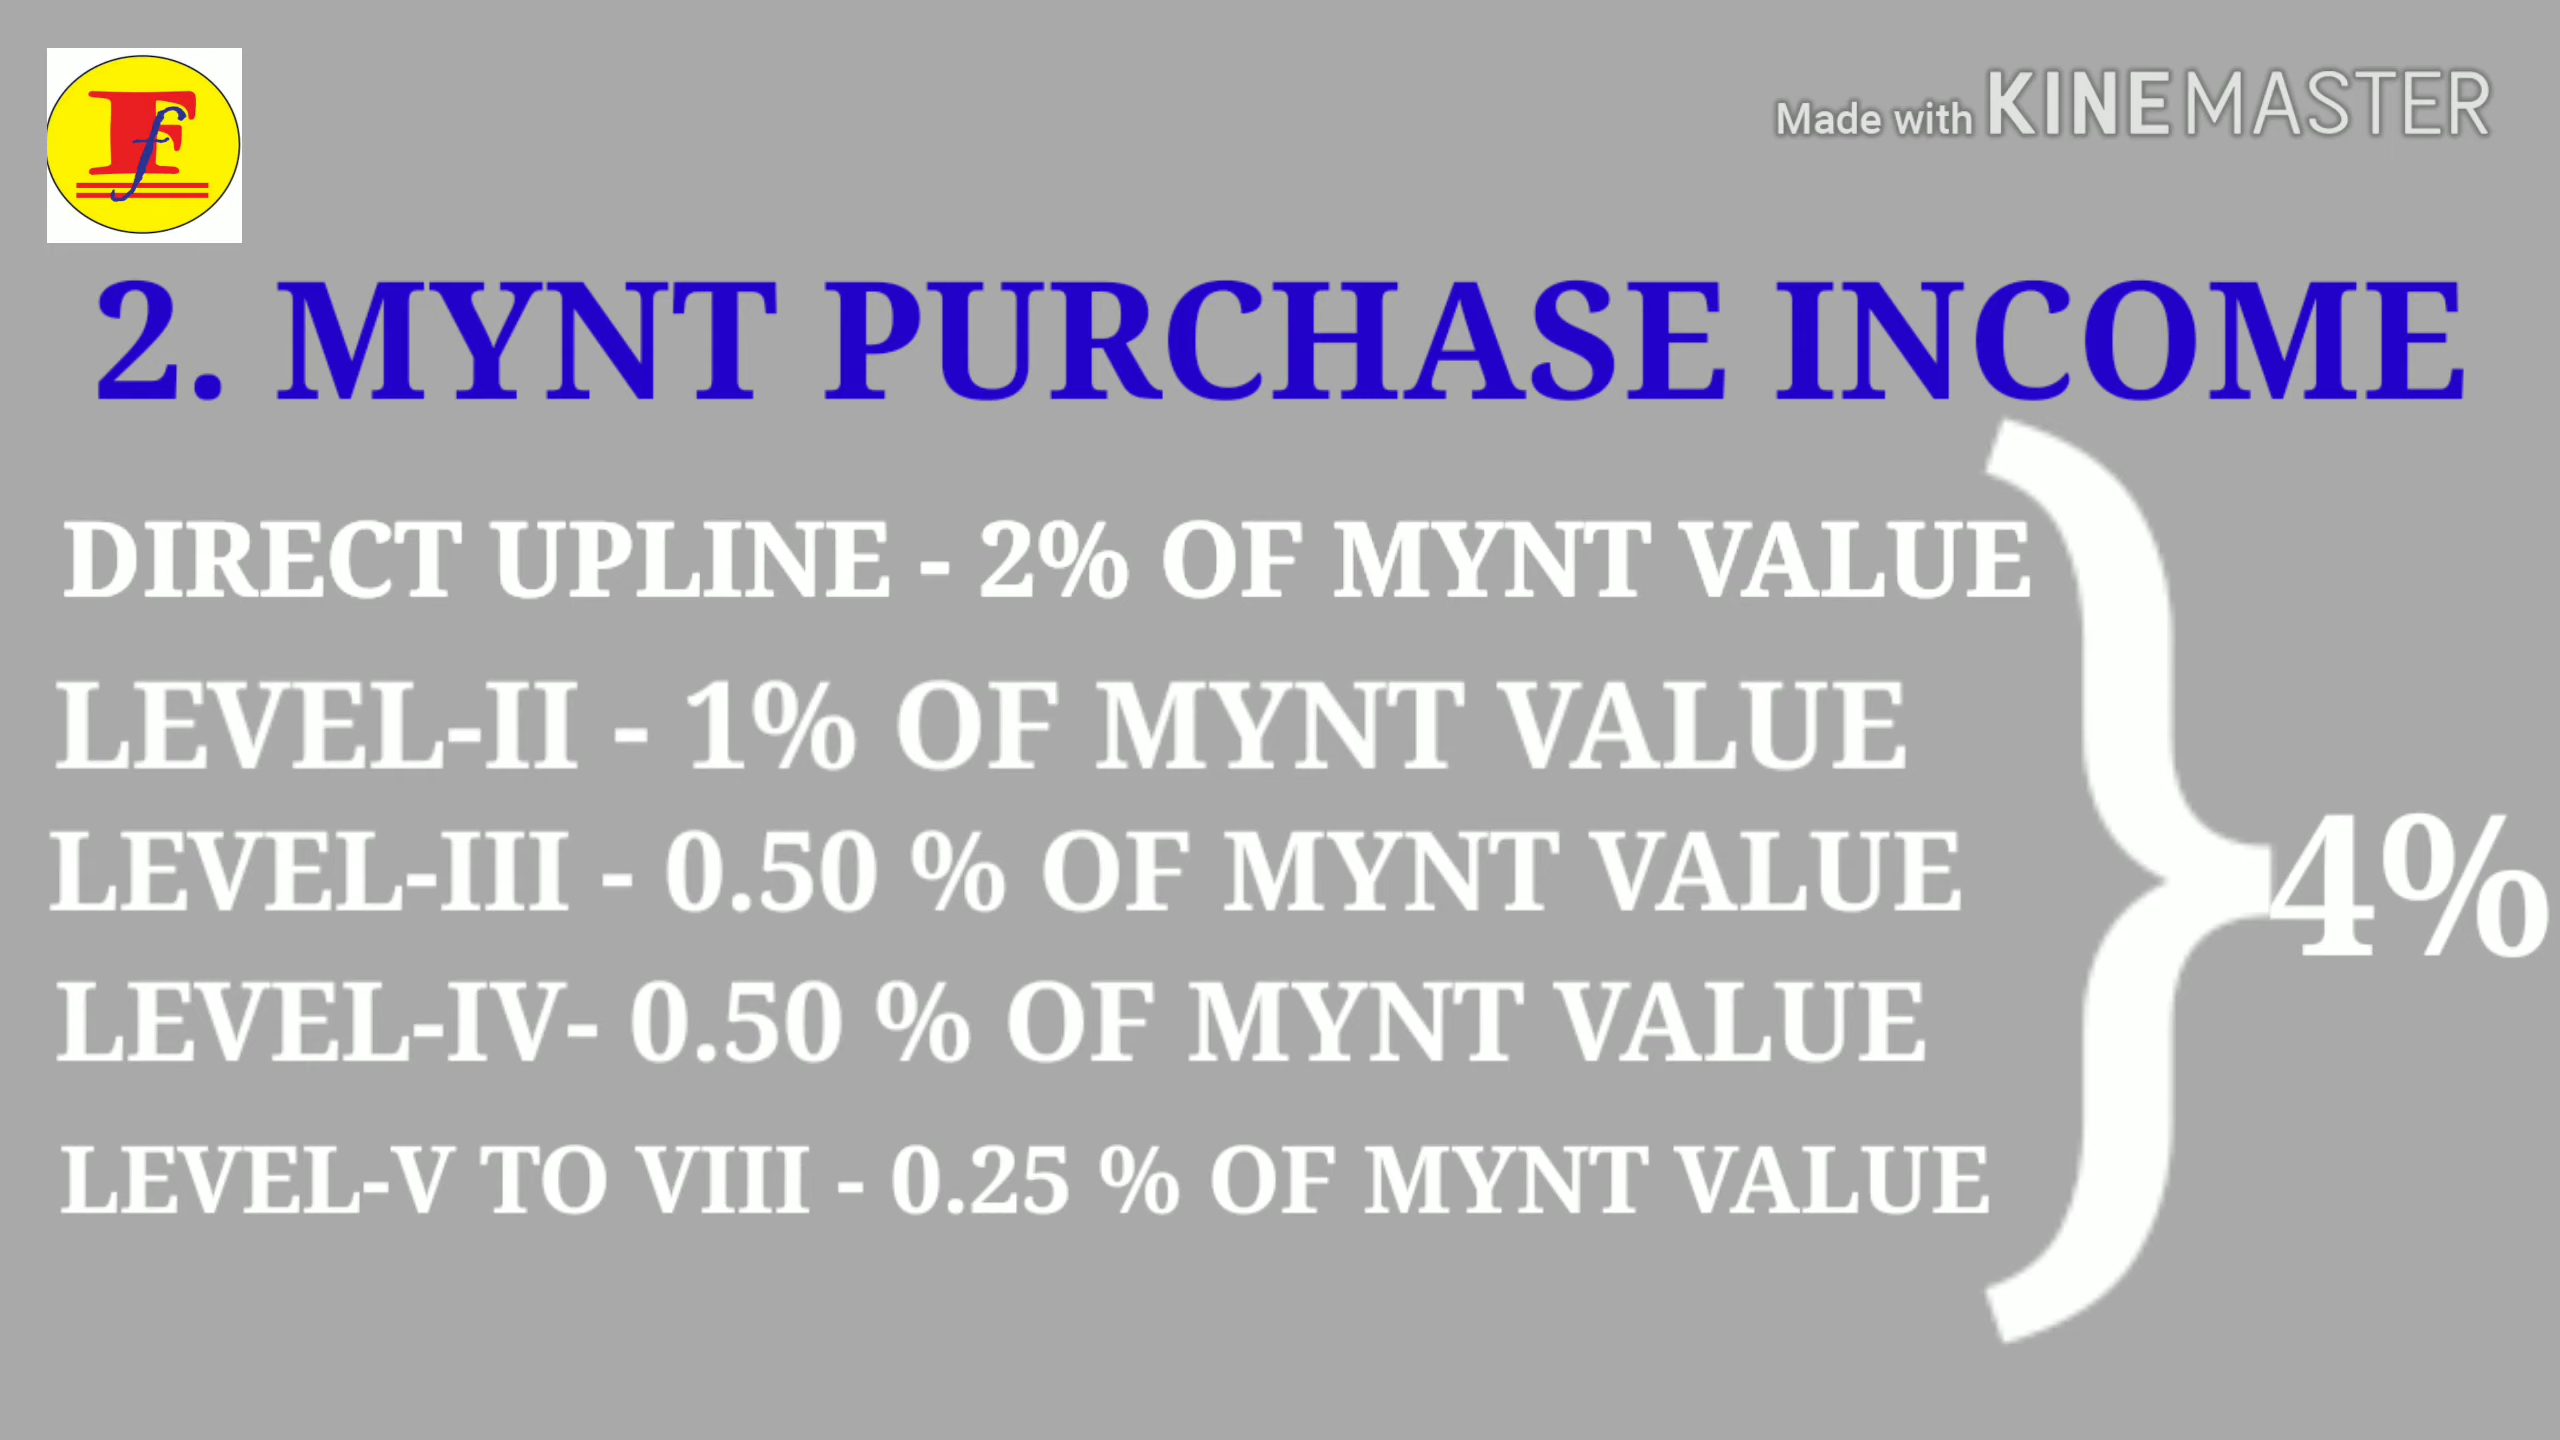 F f
Made with KINEMASTER
2. MYNT PURCHASE INCOME
DIRECT UPLINE - 2% OF MYNT VALUE
LEVEL-II - 1% OF MYNT VALUE
LEVEL-III - 0.50 % OF MYNT VALUE
4%
LEVEL-IV- 0.50 % OF MYNT VALUE
LEVEL-V TO VIII - 0.25 % OF MYNT VALUE